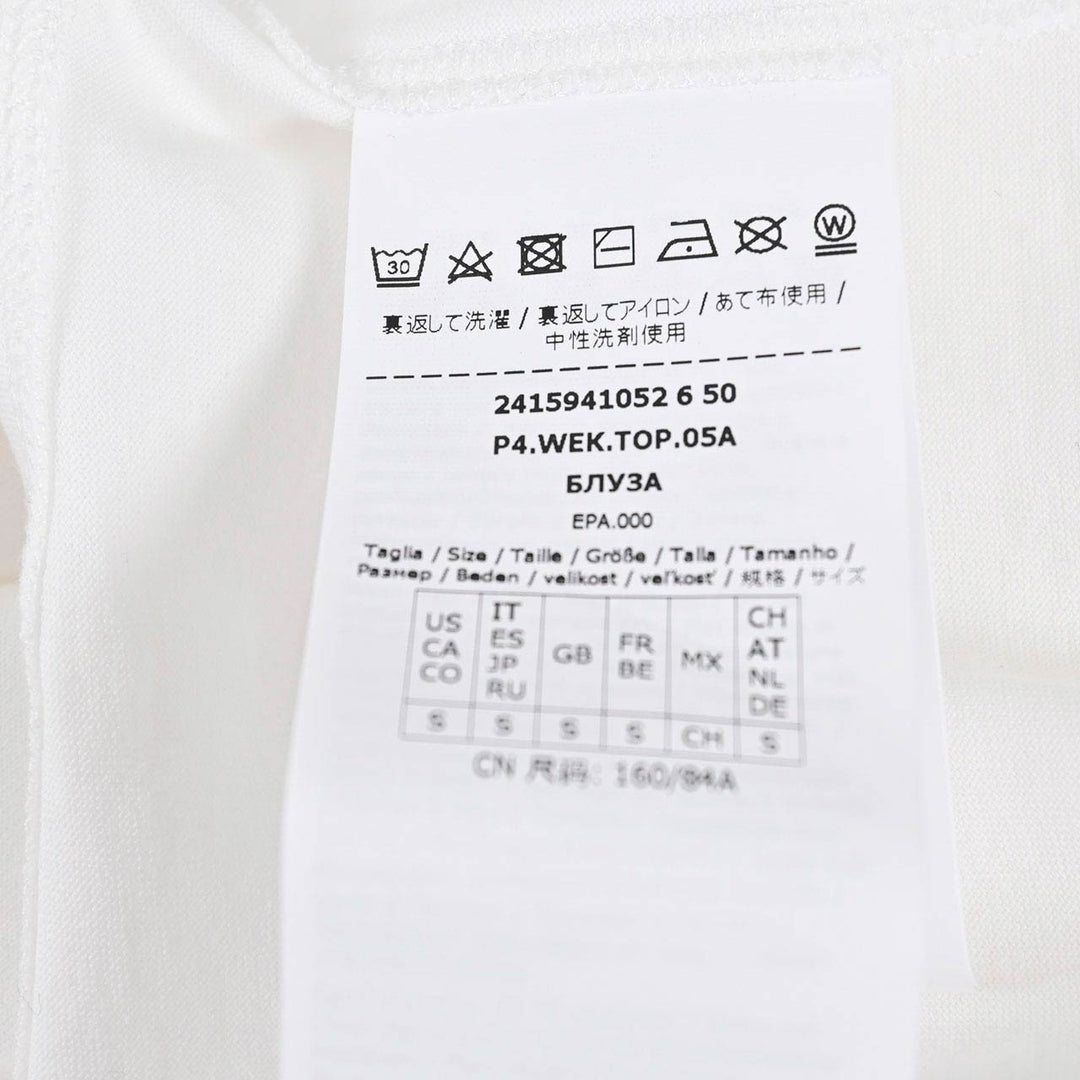 30 W
裏返して洗濯 / 裏返してアイロン / あて布使用 /
中性洗剤使用
2415941052 6 50
P4.WEK.TOP.05A
БЛУЗА
EPA.000
Taglia / Size / Taille / Größe / Talla / Tamanho /
Размер / Beden / velikost / veľkosť / 规格 / サイズ
US CA CO
IT ES JP RU
GB
FR BE
MX
CH AT NL DE
S S S S CH S
CN 尺码: 160/84A